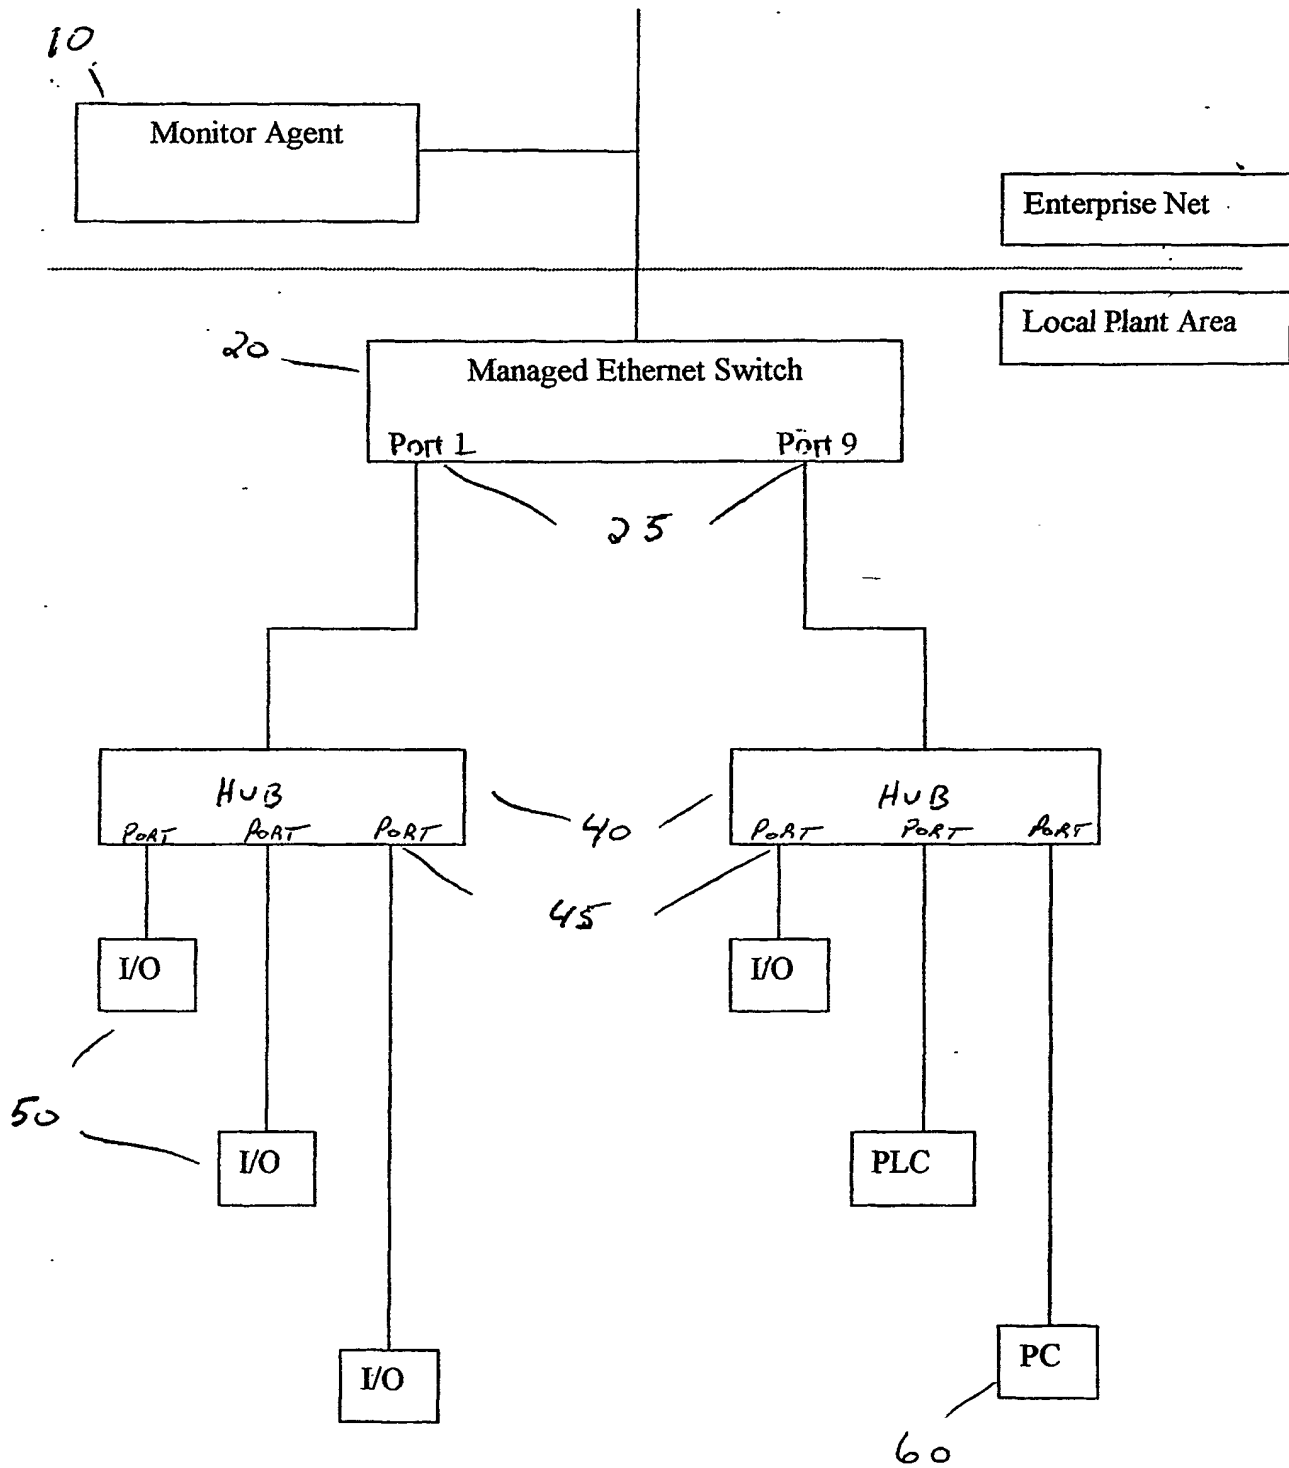 10
Monitor Agent
Enterprise Net
Local Plant Area
20
Managed Ethernet Switch
Port 1
Port 9
25
HUB
HUB
PORT PORT PORT
40
PORT PORT PORT
45
I/O
I/O
50
I/O
PLC
I/O
PC
60